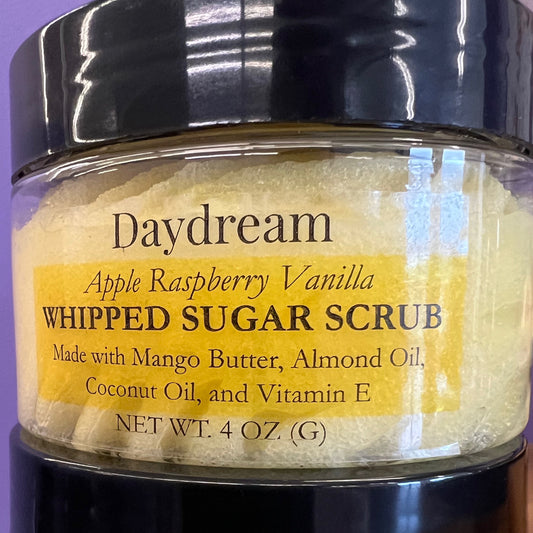 Daydream
Apple Raspberry Vanilla
WHIPPED SUGAR SCRUB
Made with Mango Butter, Almond Oil,
Coconut Oil, and Vitamin E
NET WT. 4 OZ (G)